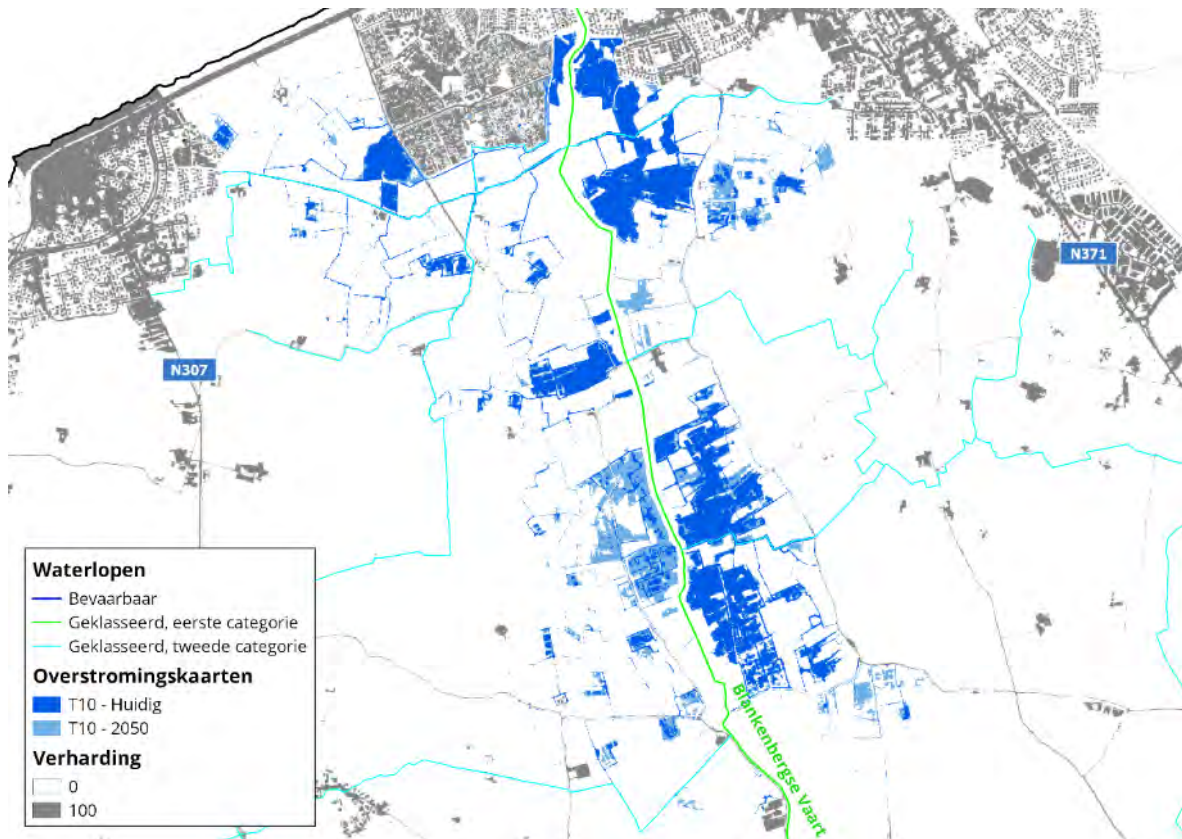 N371
N307
Waterlopen
Bevaarbaar
Geklasseerd, eerste categorie
Geklasseerd, tweede categorie
Overstromingskaarten
T10 - Huidig
T10 - 2050
Verharding
0
100
Blankenbergse Vaart